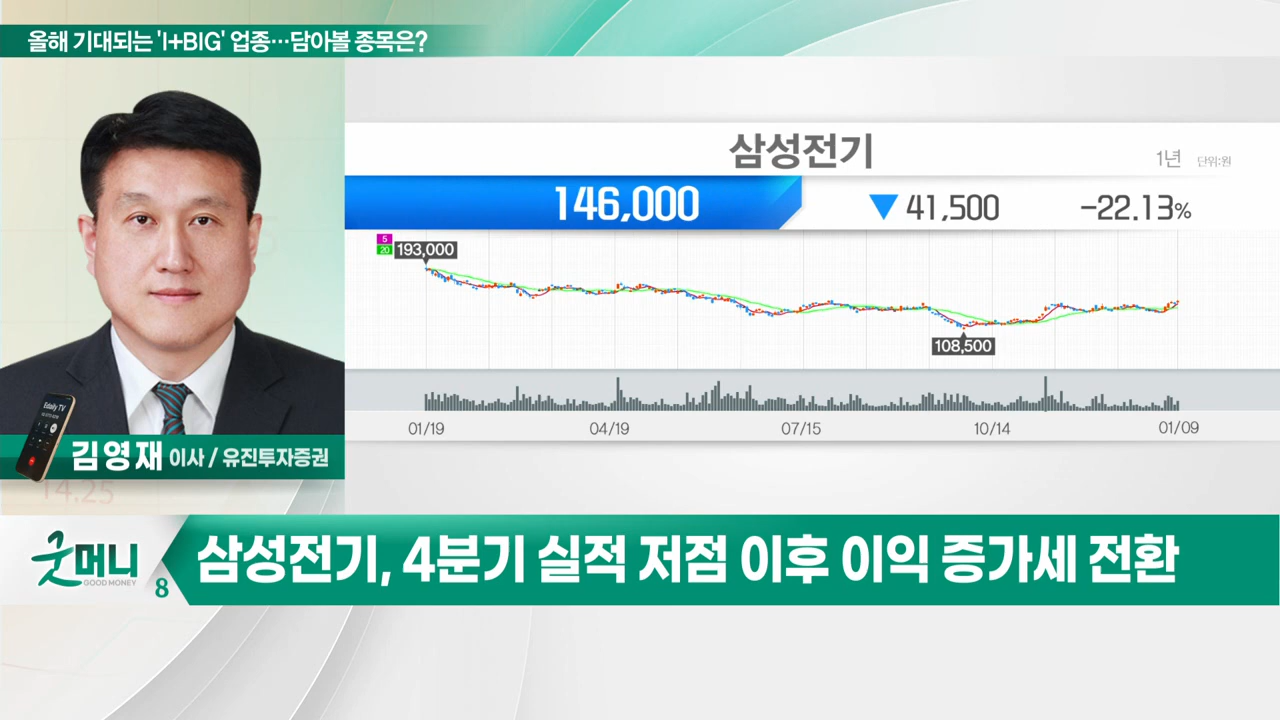 올해 기대되는 'I+BIG' 업종…담아볼 종목은?
삼성전기
1년 단위:원
146,000 ▼ 41,500 -22.13%
5
20
193,000
108,500
01/19 04/19 07/15 10/14 01/09
Edaily TV
김영재 이사 / 유진투자증권
14.25
굿머니
GOOD MONEY
8
삼성전기, 4분기 실적 저점 이후 이익 증가세 전환